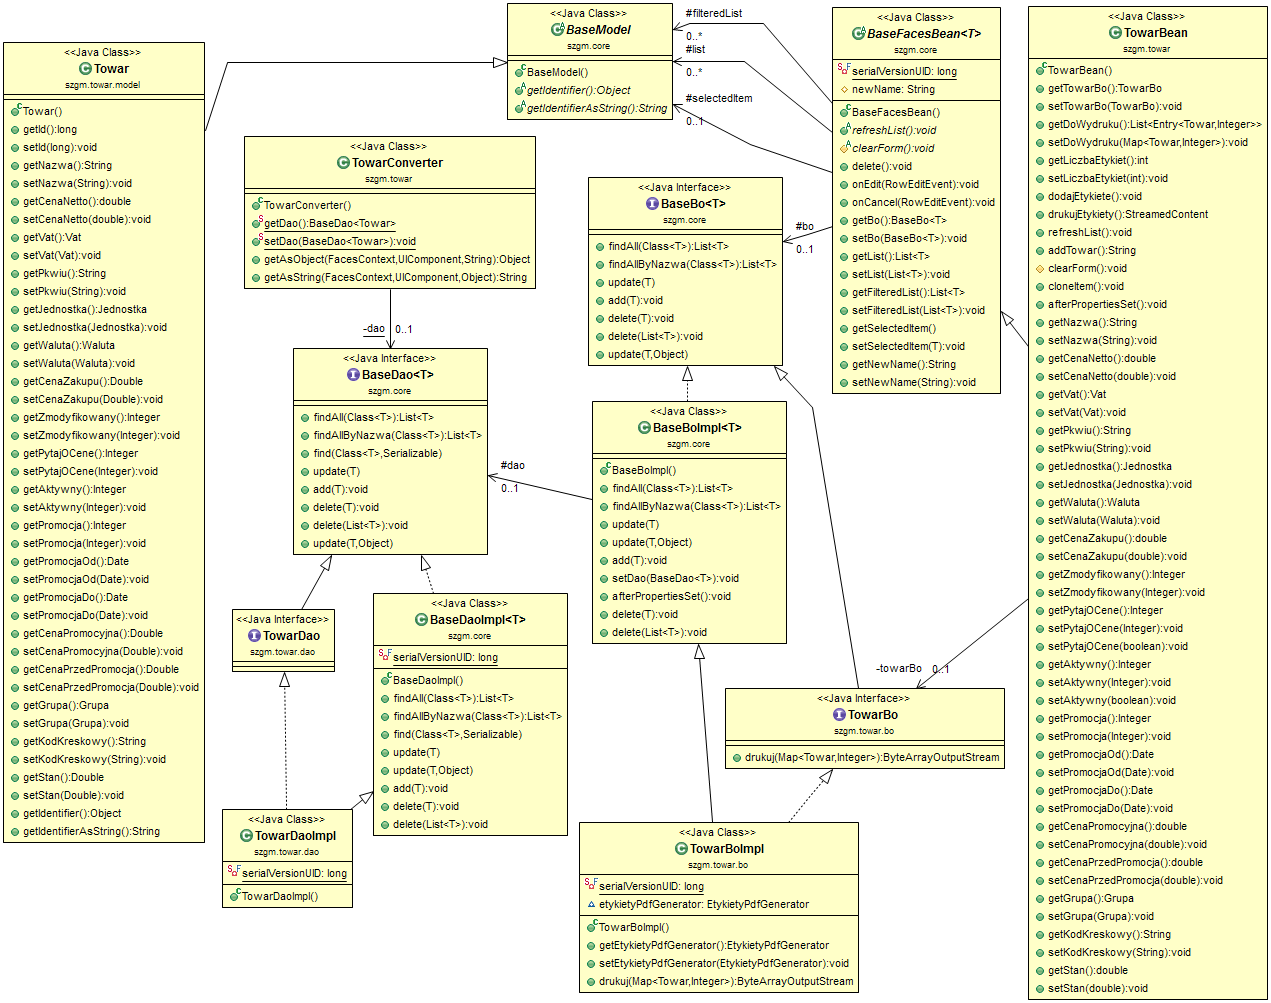 <<Java Class>>
Towar
szgm.towar.model
Towar()
getId():long
setId(long):void
getNazwa():String
setNazwa(String):void
getCenaNetto():double
setCenaNetto(double):void
getVat():Vat
setVat(Vat):void
getPkwiu():String
setPkwiu(String):void
getJednostka():Jednostka
setJednostka(Jednostka):void
getWaluta():Waluta
setWaluta(Waluta):void
getCenaZakupu():Double
setCenaZakupu(Double):void
getZmodyfikowany():Integer
setZmodyfikowany(Integer):void
getPytajOCene():Integer
setPytajOCene(Integer):void
getAktywny():Integer
setAktywny(Integer):void
getPromocja():Integer
setPromocja(Integer):void
getPromocjaOd():Date
setPromocjaOd(Date):void
getPromocjaDo():Date
setPromocjaDo(Date):void
getCenaPromocyjna():Double
setCenaPromocyjna(Double):void
getCenaPrzedPromocja():Double
setCenaPrzedPromocja(Double):void
getGrupa():Grupa
setGrupa(Grupa):void
getKodKreskowy():String
setKodKreskowy(String):void
getStan():Double
setStan(Double):void
getIdentifier():Object
getIdentifierAsString():String
<<Java Class>>
BaseModel
szgm.core
BaseModel()
getIdentifier():Object
getIdentifierAsString():String
#filteredList
0..*
#list
0..*
#selectedItem
0..1
<<Java Class>>
TowarConverter
szgm.towar
TowarConverter()
getDao():BaseDao<Towar>
setDao(BaseDao<Towar>):void
getAsObject(FacesContext,UIComponent,String):Object
getAsString(FacesContext,UIComponent,Object):String
-dao
0..1
<<Java Interface>>
BaseDao<T>
szgm.core
findAll(Class<T>):List<T>
findAllByNazwa(Class<T>):List<T>
find(Class<T>,Serializable)
update(T)
add(T):void
delete(T):void
delete(List<T>):void
update(T,Object)
#dao
0..1
<<Java Interface>>
TowarDao
szgm.towar.dao
<<Java Class>>
BaseDaoImpl<T>
szgm.core
serialVersionUID: long
BaseDaoImpl()
findAll(Class<T>):List<T>
findAllByNazwa(Class<T>):List<T>
find(Class<T>,Serializable)
update(T)
update(T,Object)
add(T):void
delete(T):void
delete(List<T>):void
<<Java Class>>
TowarDaoImpl
szgm.towar.dao
serialVersionUID: long
TowarDaoImpl()
<<Java Interface>>
BaseBo<T>
szgm.core
findAll(Class<T>):List<T>
findAllByNazwa(Class<T>):List<T>
update(T)
add(T):void
delete(T):void
delete(List<T>):void
update(T,Object)
#bo
0..1
<<Java Class>>
BaseBoImpl<T>
szgm.core
BaseBoImpl()
findAll(Class<T>):List<T>
findAllByNazwa(Class<T>):List<T>
update(T)
update(T,Object)
add(T):void
setDao(BaseDao<T>):void
afterPropertiesSet():void
delete(T):void
delete(List<T>):void
<<Java Interface>>
TowarBo
szgm.towar.bo
drukuj(Map<Towar,Integer>):ByteArrayOutputStream
-towarBo
0..1
<<Java Class>>
TowarBoImpl
szgm.towar.bo
serialVersionUID: long
etykietyPdfGenerator: EtykietyPdfGenerator
TowarBoImpl()
getEtykietyPdfGenerator():EtykietyPdfGenerator
setEtykietyPdfGenerator(EtykietyPdfGenerator):void
drukuj(Map<Towar,Integer>):ByteArrayOutputStream
<<Java Class>>
BaseFacesBean<T>
szgm.core
serialVersionUID: long
newName: String
BaseFacesBean()
refreshList():void
clearForm():void
delete():void
onEdit(RowEditEvent):void
onCancel(RowEditEvent):void
getBo():BaseBo<T>
setBo(BaseBo<T>):void
getList():List<T>
setList(List<T>):void
getFilteredList():List<T>
setFilteredList(List<T>):void
getSelectedItem()
setSelectedItem(T):void
getNewName():String
setNewName(String):void
<<Java Class>>
TowarBean
szgm.towar
TowarBean()
getTowarBo():TowarBo
setTowarBo(TowarBo):void
getDoWydruku():List<Entry<Towar,Integer>>
setDoWydruku(Map<Towar,Integer>):void
getLiczbaEtykiet():int
setLiczbaEtykiet(int):void
dodajEtykiete():void
drukujEtykiety():StreamedContent
refreshList():void
addTowar():String
clearForm():void
cloneItem():void
afterPropertiesSet():void
getNazwa():String
setNazwa(String):void
getCenaNetto():double
setCenaNetto(double):void
getVat():Vat
setVat(Vat):void
getPkwiu():String
setPkwiu(String):void
getJednostka():Jednostka
setJednostka(Jednostka):void
getWaluta():Waluta
setWaluta(Waluta):void
getCenaZakupu():double
setCenaZakupu(double):void
getZmodyfikowany():Integer
setZmodyfikowany(Integer):void
getPytajOCene():Integer
setPytajOCene(Integer):void
setPytajOCene(boolean):void
getAktywny():Integer
setAktywny(Integer):void
setAktywny(boolean):void
getPromocja():Integer
setPromocja(Integer):void
getPromocjaOd():Date
setPromocjaOd(Date):void
getPromocjaDo():Date
setPromocjaDo(Date):void
getCenaPromocyjna():double
setCenaPromocyjna(double):void
getCenaPrzedPromocja():double
setCenaPrzedPromocja(double):void
getGrupa():Grupa
setGrupa(Grupa):void
getKodKreskowy():String
setKodKreskowy(String):void
getStan():double
setStan(double):void